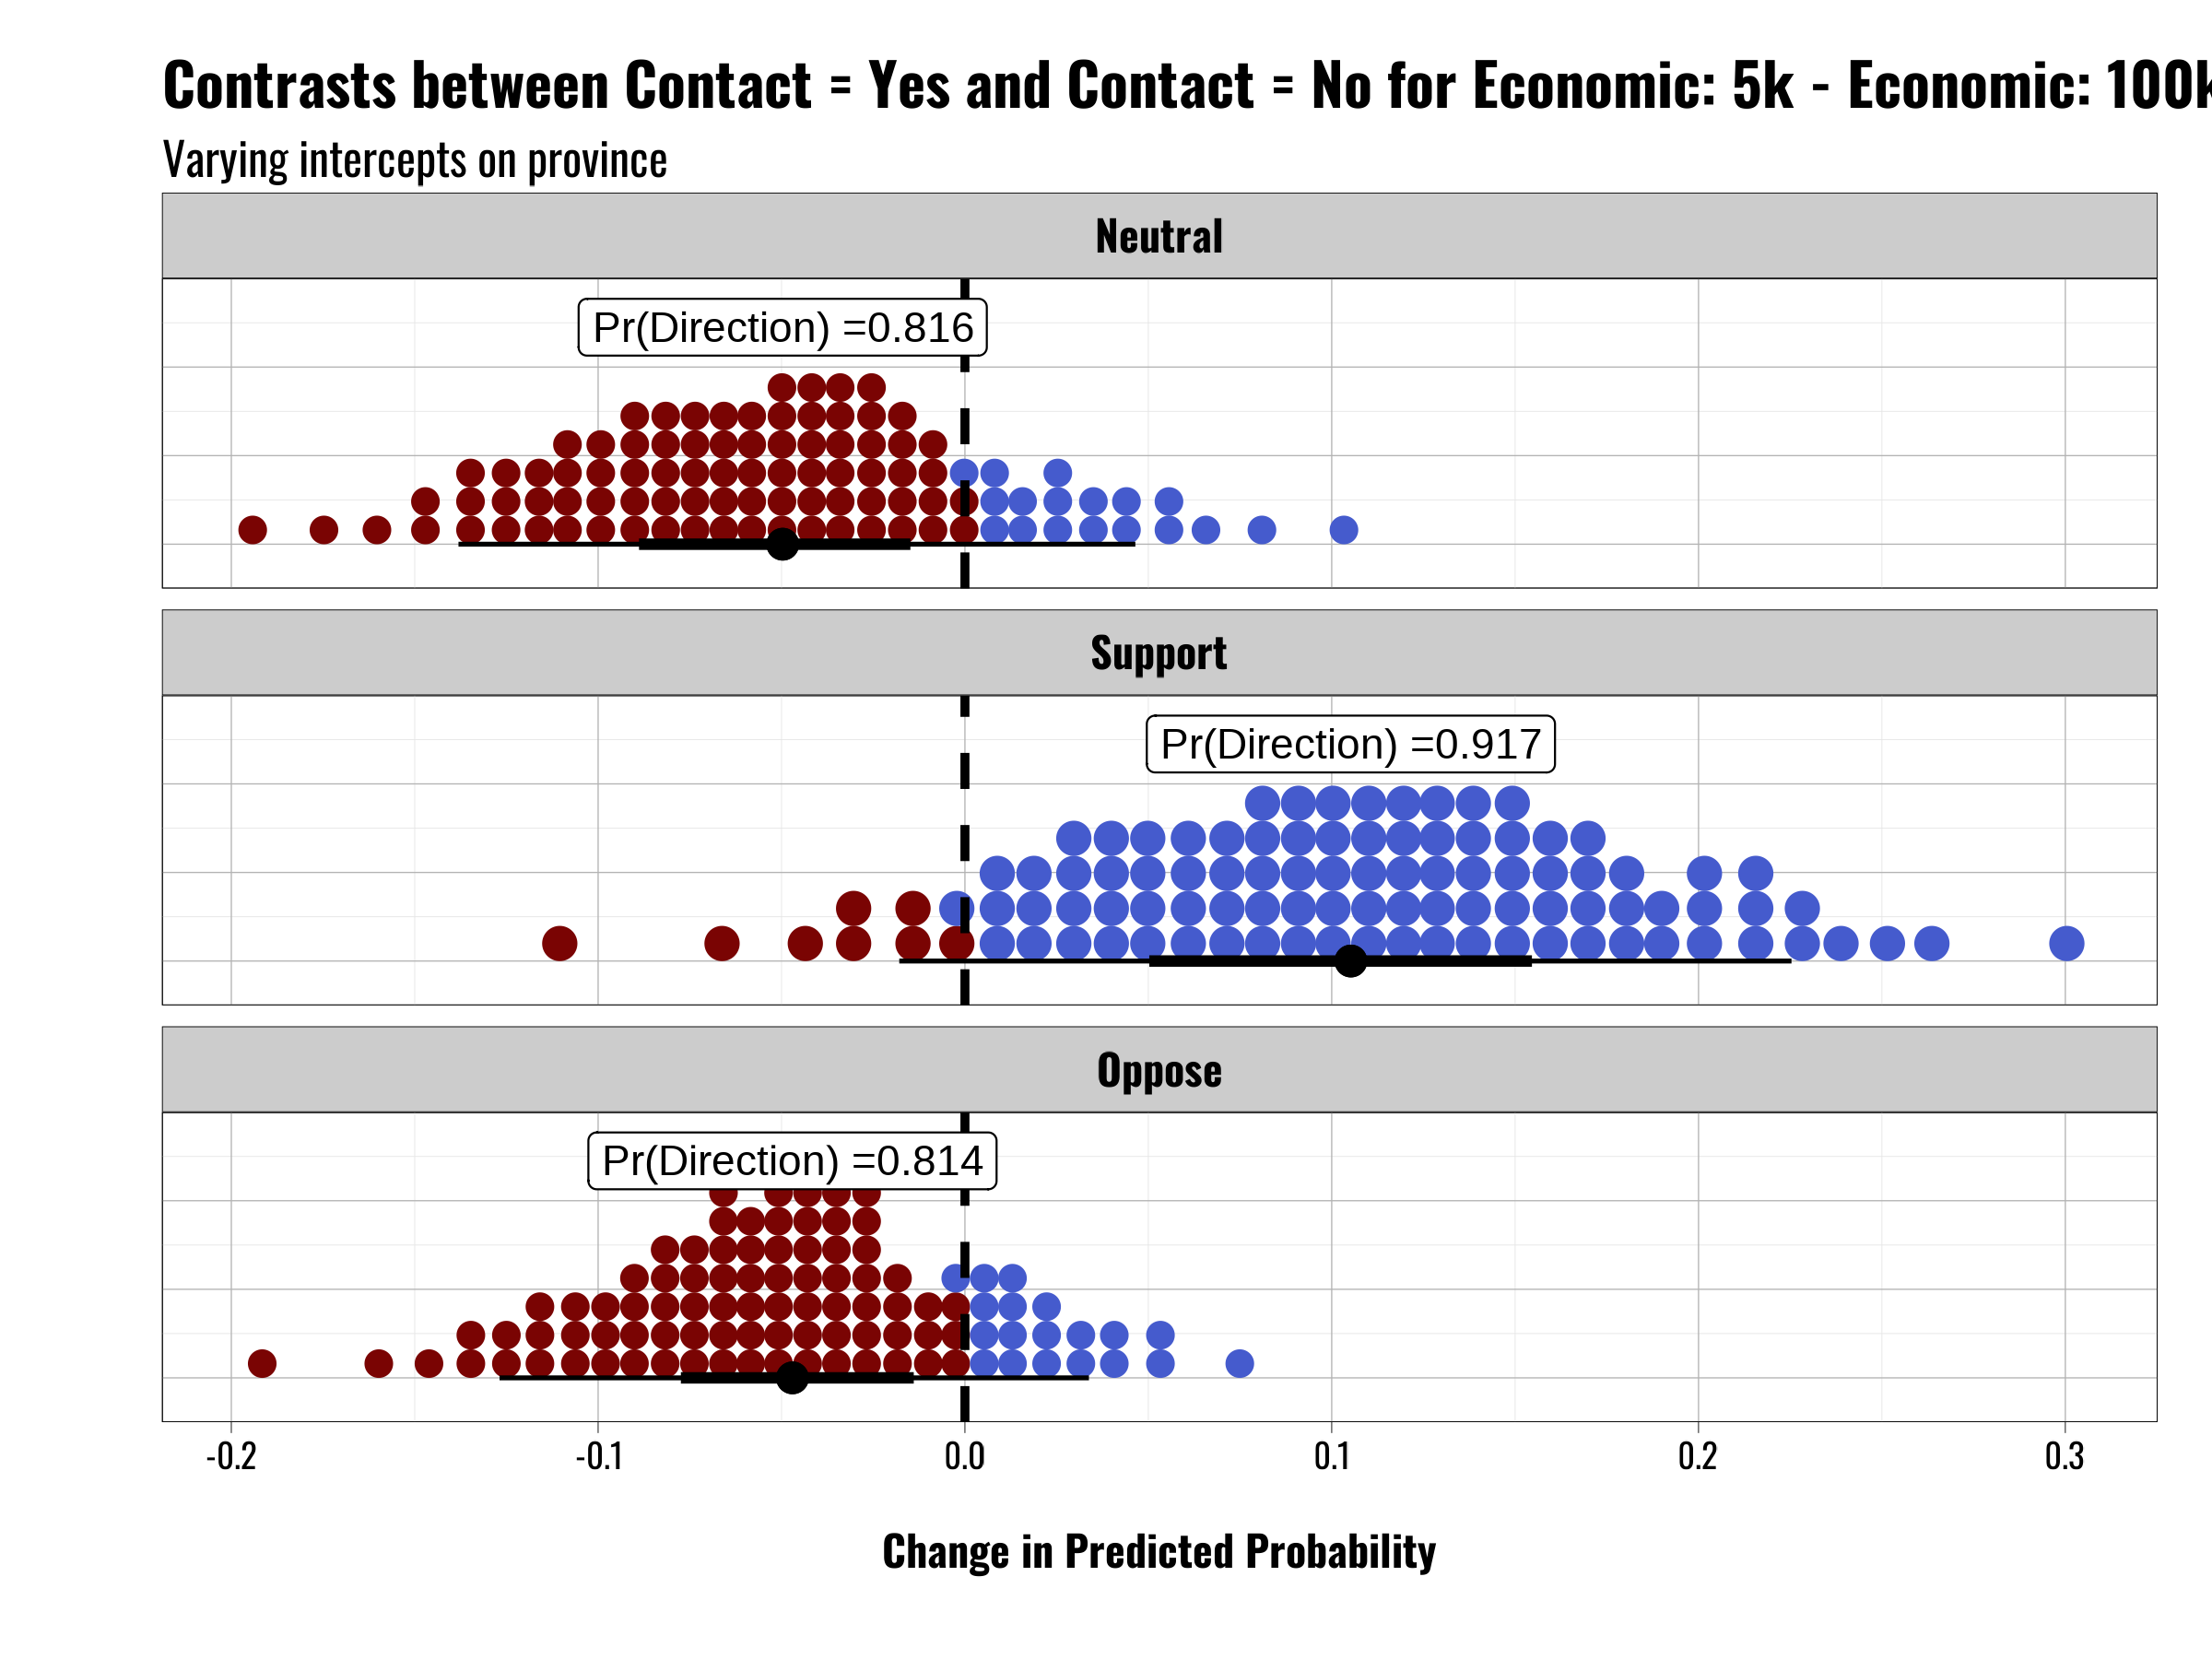 Contrasts between Contact = Yes and Contact = No for Economic: 5k - Economic: 100k
Varying intercepts on province
Neutral
Pr(Direction) =0.816
Support
Pr(Direction) =0.917
Oppose
Pr(Direction) =0.814
-0.2 -0.1 0.0 0.1 0.2 0.3
Change in Predicted Probability